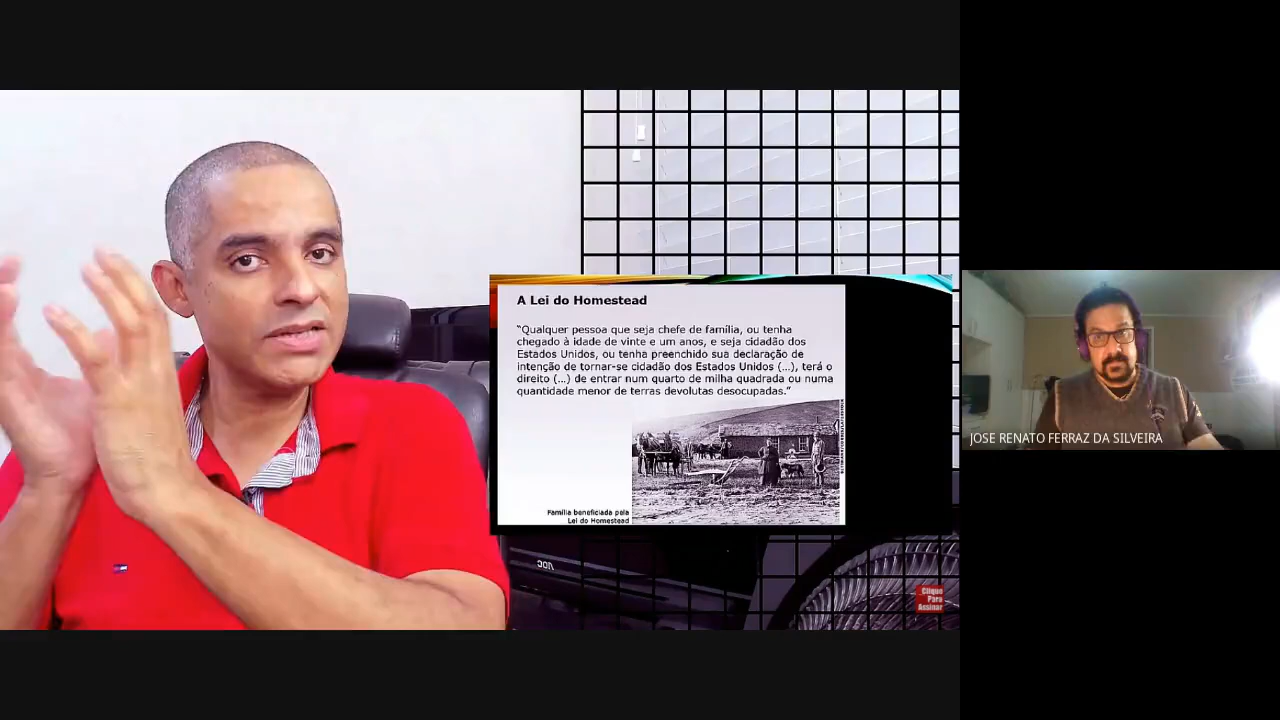 A Lei do Homestead
“Qualquer pessoa que seja chefe de família, ou tenha
chegado à idade de vinte e um anos, e seja cidadão dos
Estados Unidos, ou tenha preenchido sua declaração de
intenção de tornar-se cidadão dos Estados Unidos (...), terá o
direito (...) de entrar num quarto de milha quadrada ou numa
quantidade menor de terras devolutas desocupadas.”
Família beneficiada pela
Lei do Homestead
Clique
Para
Assinar
JOSE RENATO FERRAZ DA SILVEIRA